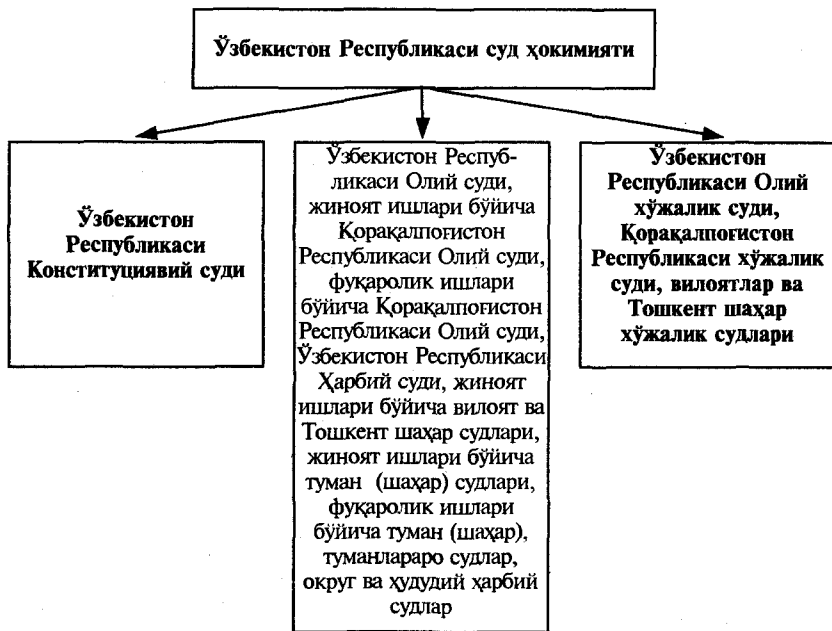 Ўзбекистон Республикаси суд ҳокимияти
Ўзбекистон
Республикаси
Конституциявий суди
Ўзбекистон Респуб-
ликаси Олий суди,
жиноят ишлари бўйича
Қорақалпоғистон
Республикаси Олий суди,
фуқаролик ишлари
бўйича Қорақалпоғистон
Республикаси Олий суди,
Ўзбекистон Республикаси
Ҳарбий суди, жиноят
ишлари бўйича вилоят ва
Тошкент шаҳар судлари,
жиноят ишлари бўйича
туман (шаҳар) судлари,
фуқаролик ишлари
бўйича туман (шаҳар),
туманлараро судлар,
округ ва ҳудудий ҳарбий
судлар
Ўзбекистон
Республикаси Олий
хўжалик суди,
Қорақалпоғистон
Республикаси хўжалик
суди, вилоятлар ва
Тошкент шаҳар
хўжалик судлари